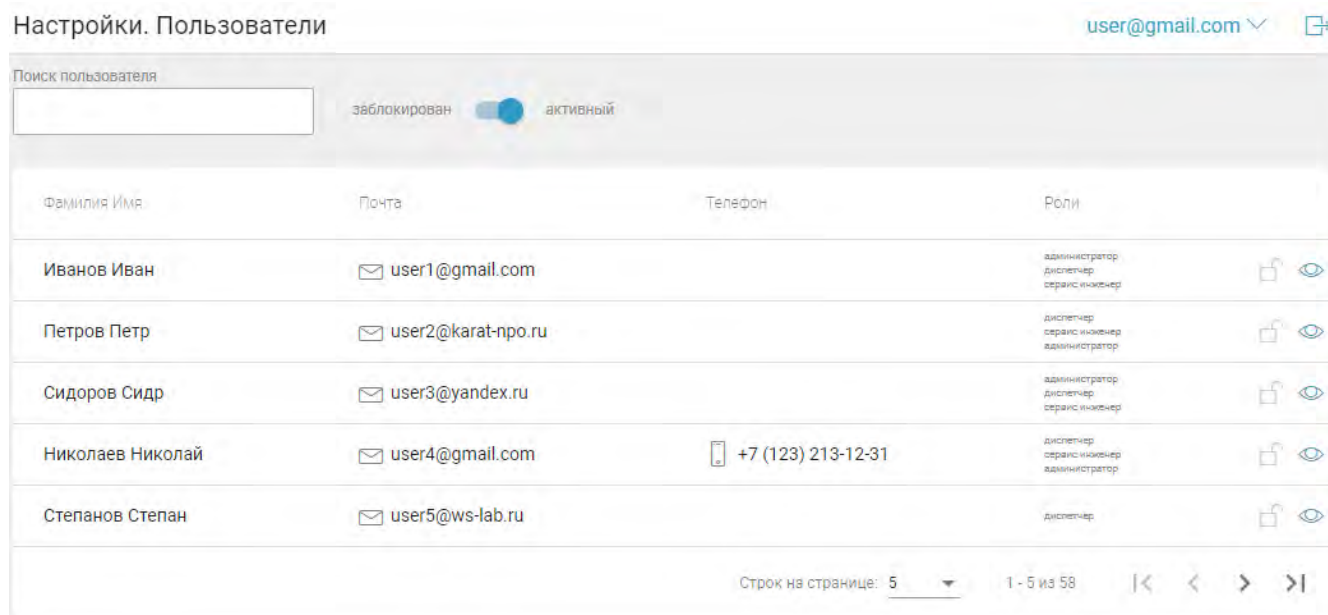 Настройки. Пользователи
user@gmail.com
Поиск пользователя
заблокирован активный
Фамилия Имя Почта Телефон Роли
Иванов Иван user1@gmail.com администратор
диспетчер
сервис инженер
Петров Петр user2@karat-npo.ru диспетчер
сервис инженер
администратор
Сидоров Сидр user3@yandex.ru администратор
диспетчер
сервис инженер
Николаев Николай user4@gmail.com +7 (123) 213-12-31 диспетчер
сервис инженер
администратор
Степанов Степан user5@ws-lab.ru диспетчер
Строк на странице: 5 1 - 5 из 58